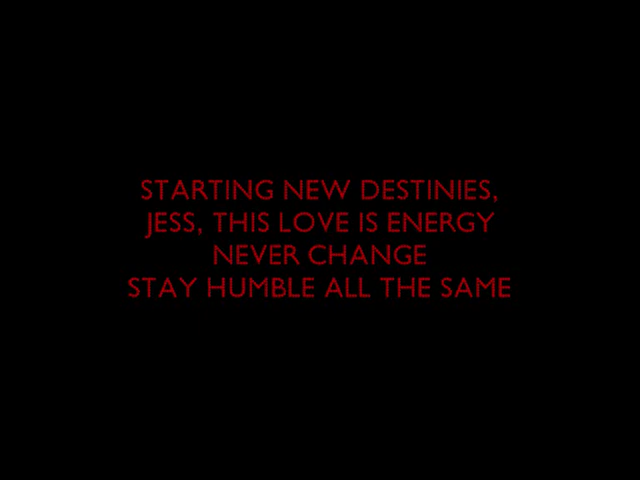 STARTING NEW DESTINIES,
JESS, THIS LOVE IS ENERGY
NEVER CHANGE
STAY HUMBLE ALL THE SAME